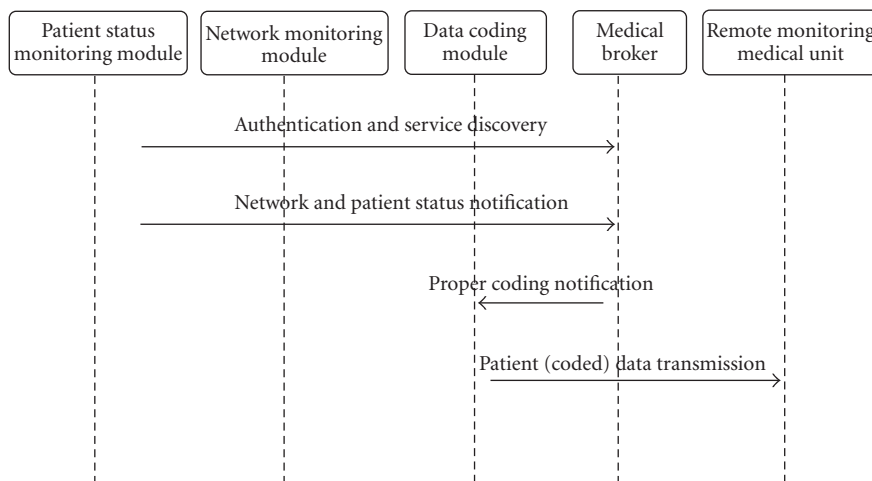 Patient status
monitoring module
Network monitoring
module
Data coding
module
Medical
broker
Remote monitoring
medical unit
Authentication and service discovery
Network and patient status notification
Proper coding notification
Patient (coded) data transmission